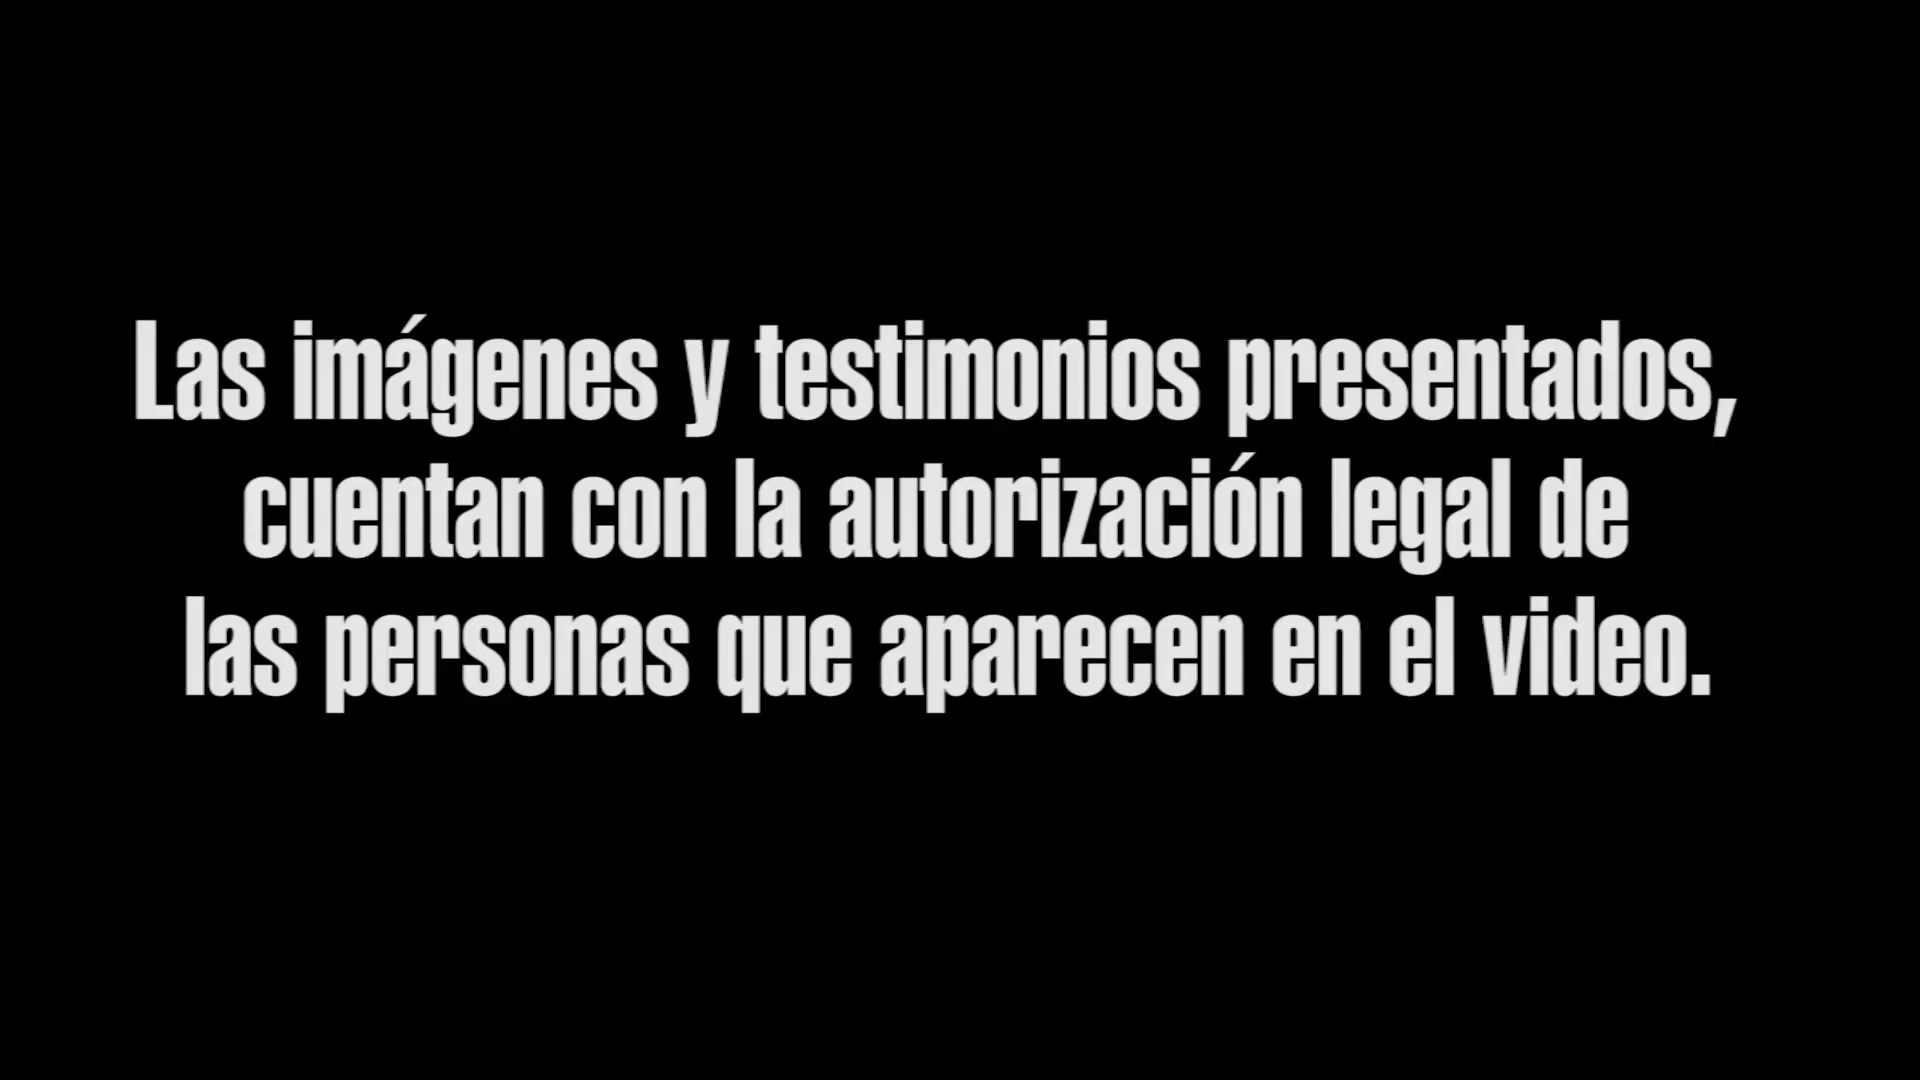 Las imágenes y testimonios presentados,
cuentan con la autorización legal de
las personas que aparecen en el video.